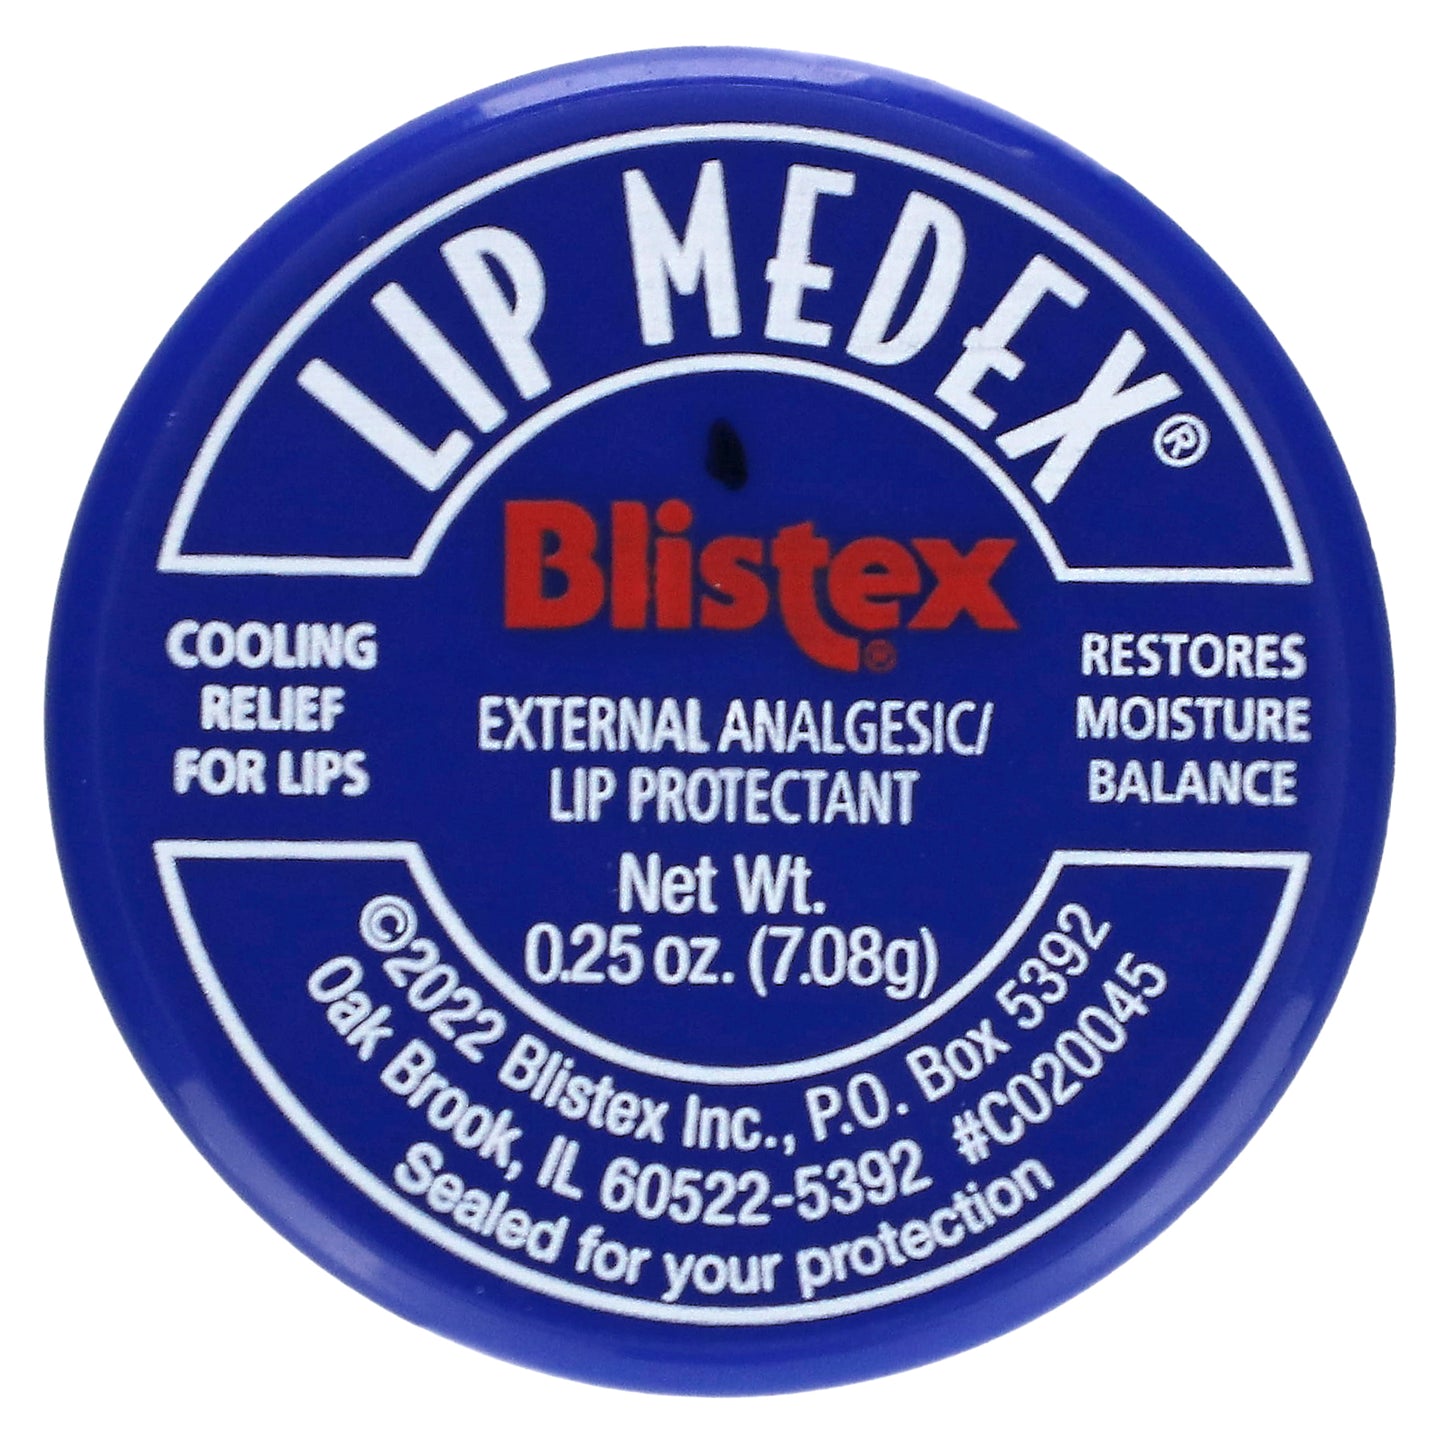 LIP MEDEX®
Blistex®
COOLING
RELIEF
FOR LIPS
EXTERNAL ANALGESIC/
LIP PROTECTANT
RESTORES
MOISTURE
BALANCE
Net Wt.
0.25 oz. (7.08g)
©2022 Blistex Inc., P.O. Box 5392
Oak Brook, IL 60522-5392 #C020045
Sealed for your protection